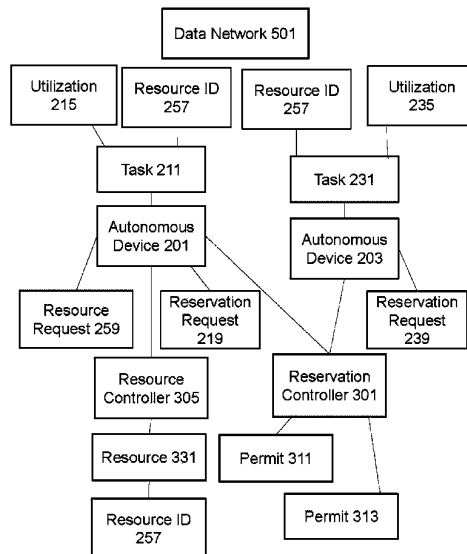 Data Network 501
Utilization
215
Resource ID
257
Resource ID
257
Utilization
235
Task 211
Task 231
Autonomous
Device 201
Autonomous
Device 203
Resource
Request 259
Reservation
Request 219
Reservation
Request 239
Resource
Controller 305
Reservation
Controller 301
Resource 331
Permit 311
Resource ID
257
Permit 313